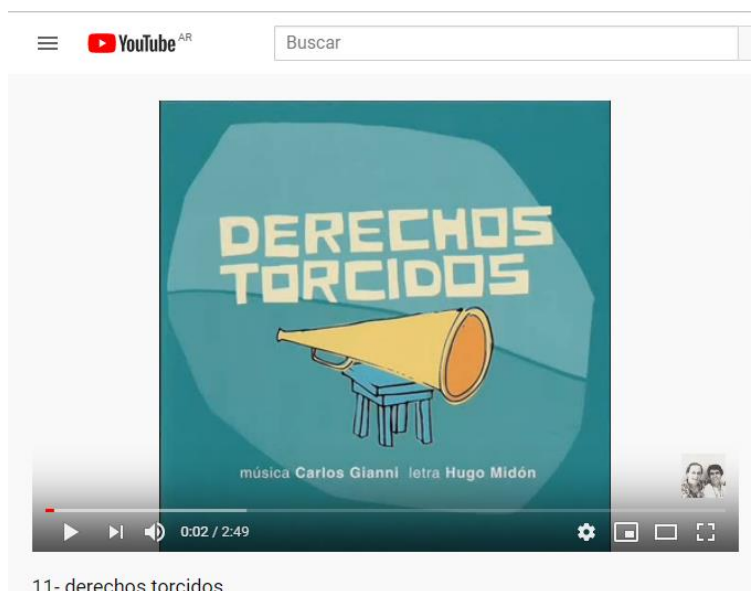 YouTube AR
Buscar
DERECHOS
TORCIDOS
música Carlos Gianni letra Hugo Midón
0:02 / 2:49
11- derechos torcidos